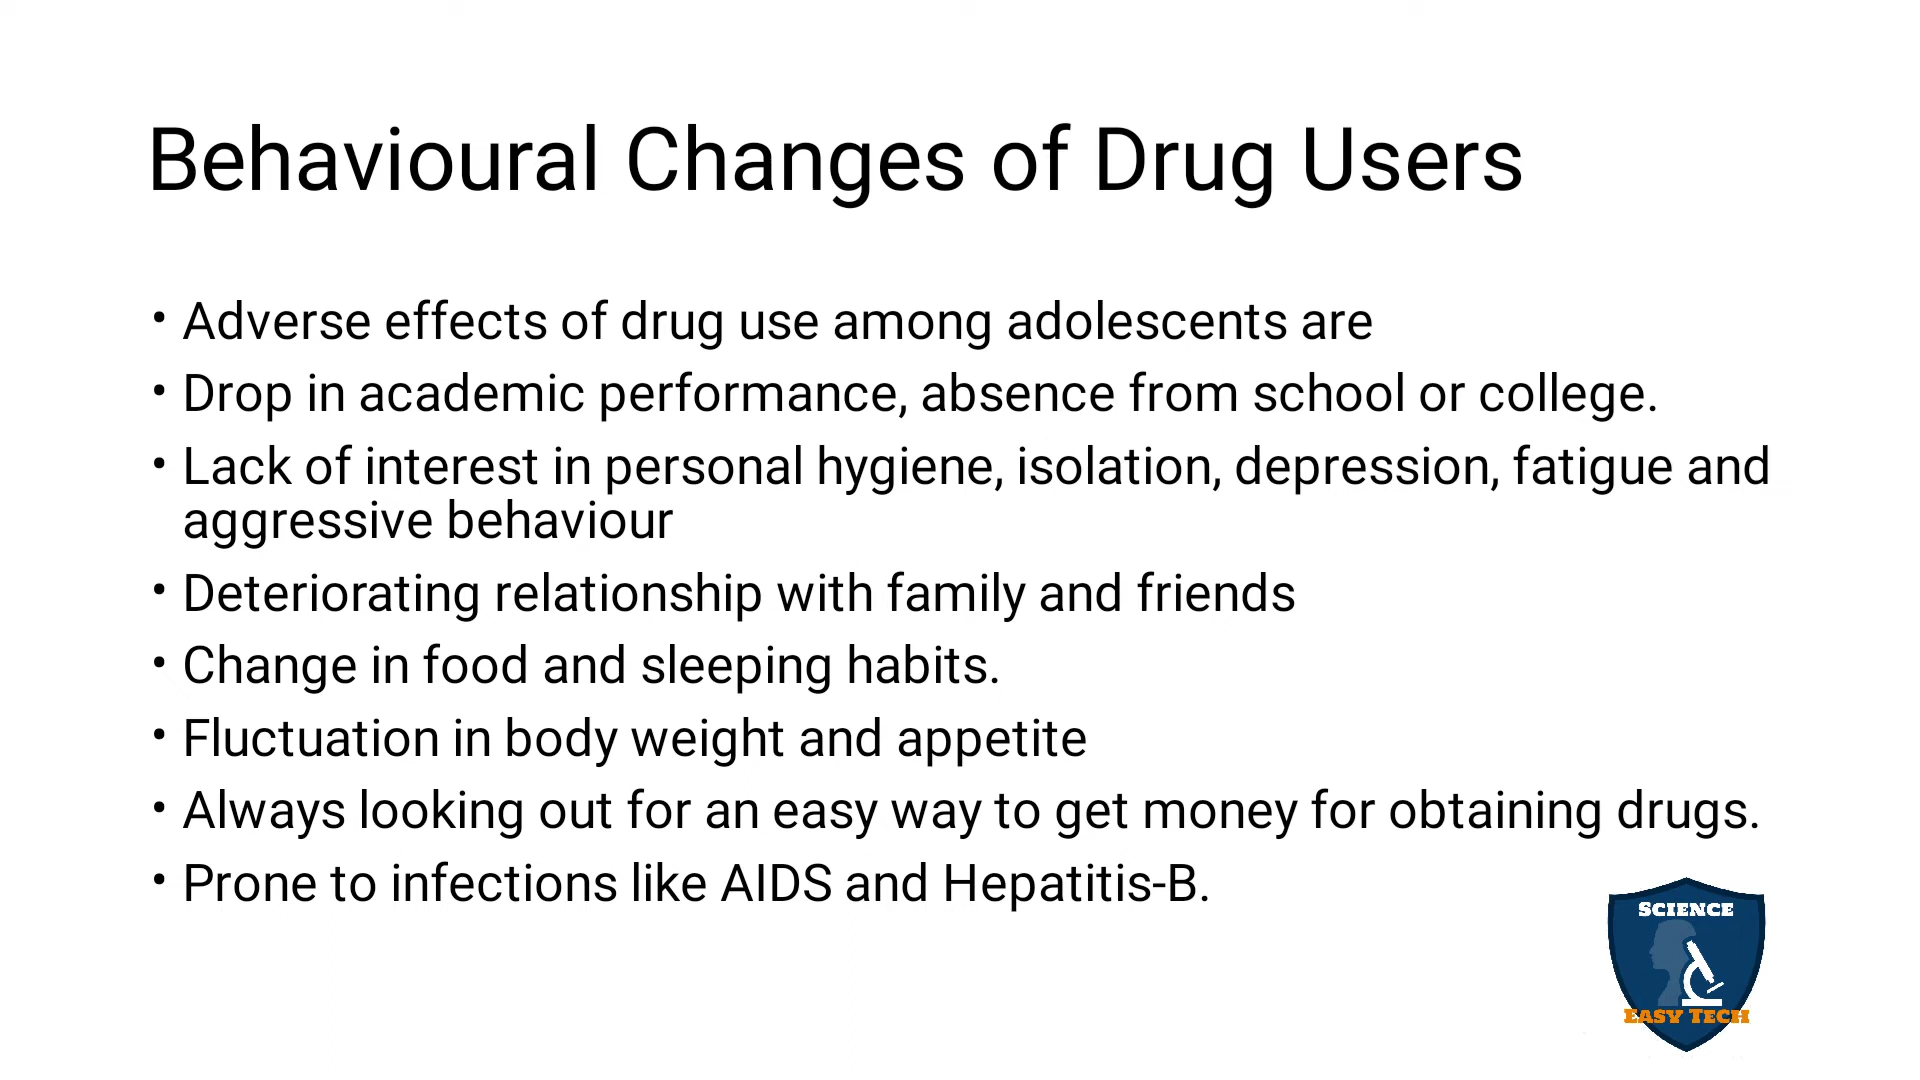 Behavioural Changes of Drug Users
• Adverse effects of drug use among adolescents are
• Drop in academic performance, absence from school or college.
• Lack of interest in personal hygiene, isolation, depression, fatigue and
aggressive behaviour
• Deteriorating relationship with family and friends
• Change in food and sleeping habits.
• Fluctuation in body weight and appetite
• Always looking out for an easy way to get money for obtaining drugs.
• Prone to infections like AIDS and Hepatitis-B.
SCIENCE
EASY TECH